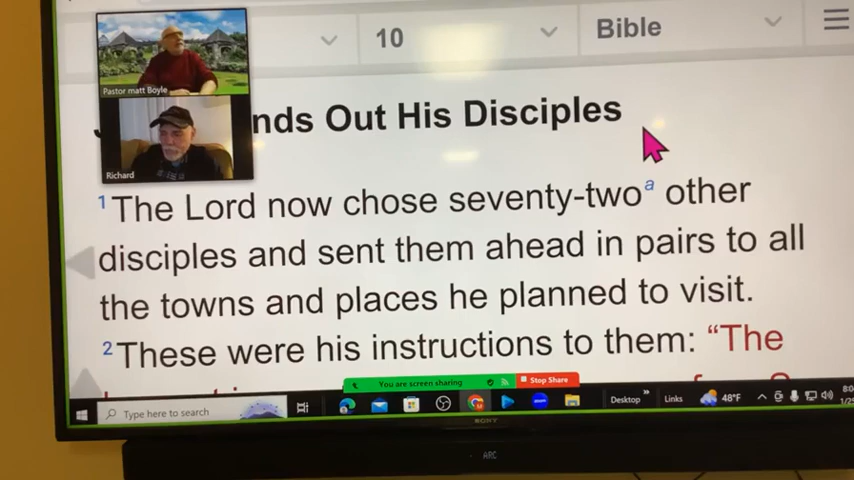 10
Bible
Pastor matt Boyle
Richard
nds Out His Disciples
1 The Lord now chose seventy-two a other
disciples and sent them ahead in pairs to all
the towns and places he planned to visit.
2 These were his instructions to them: “The
You are screen sharing
Stop Share
Type here to search
Desktop
Links
48°F
SONY
ARC